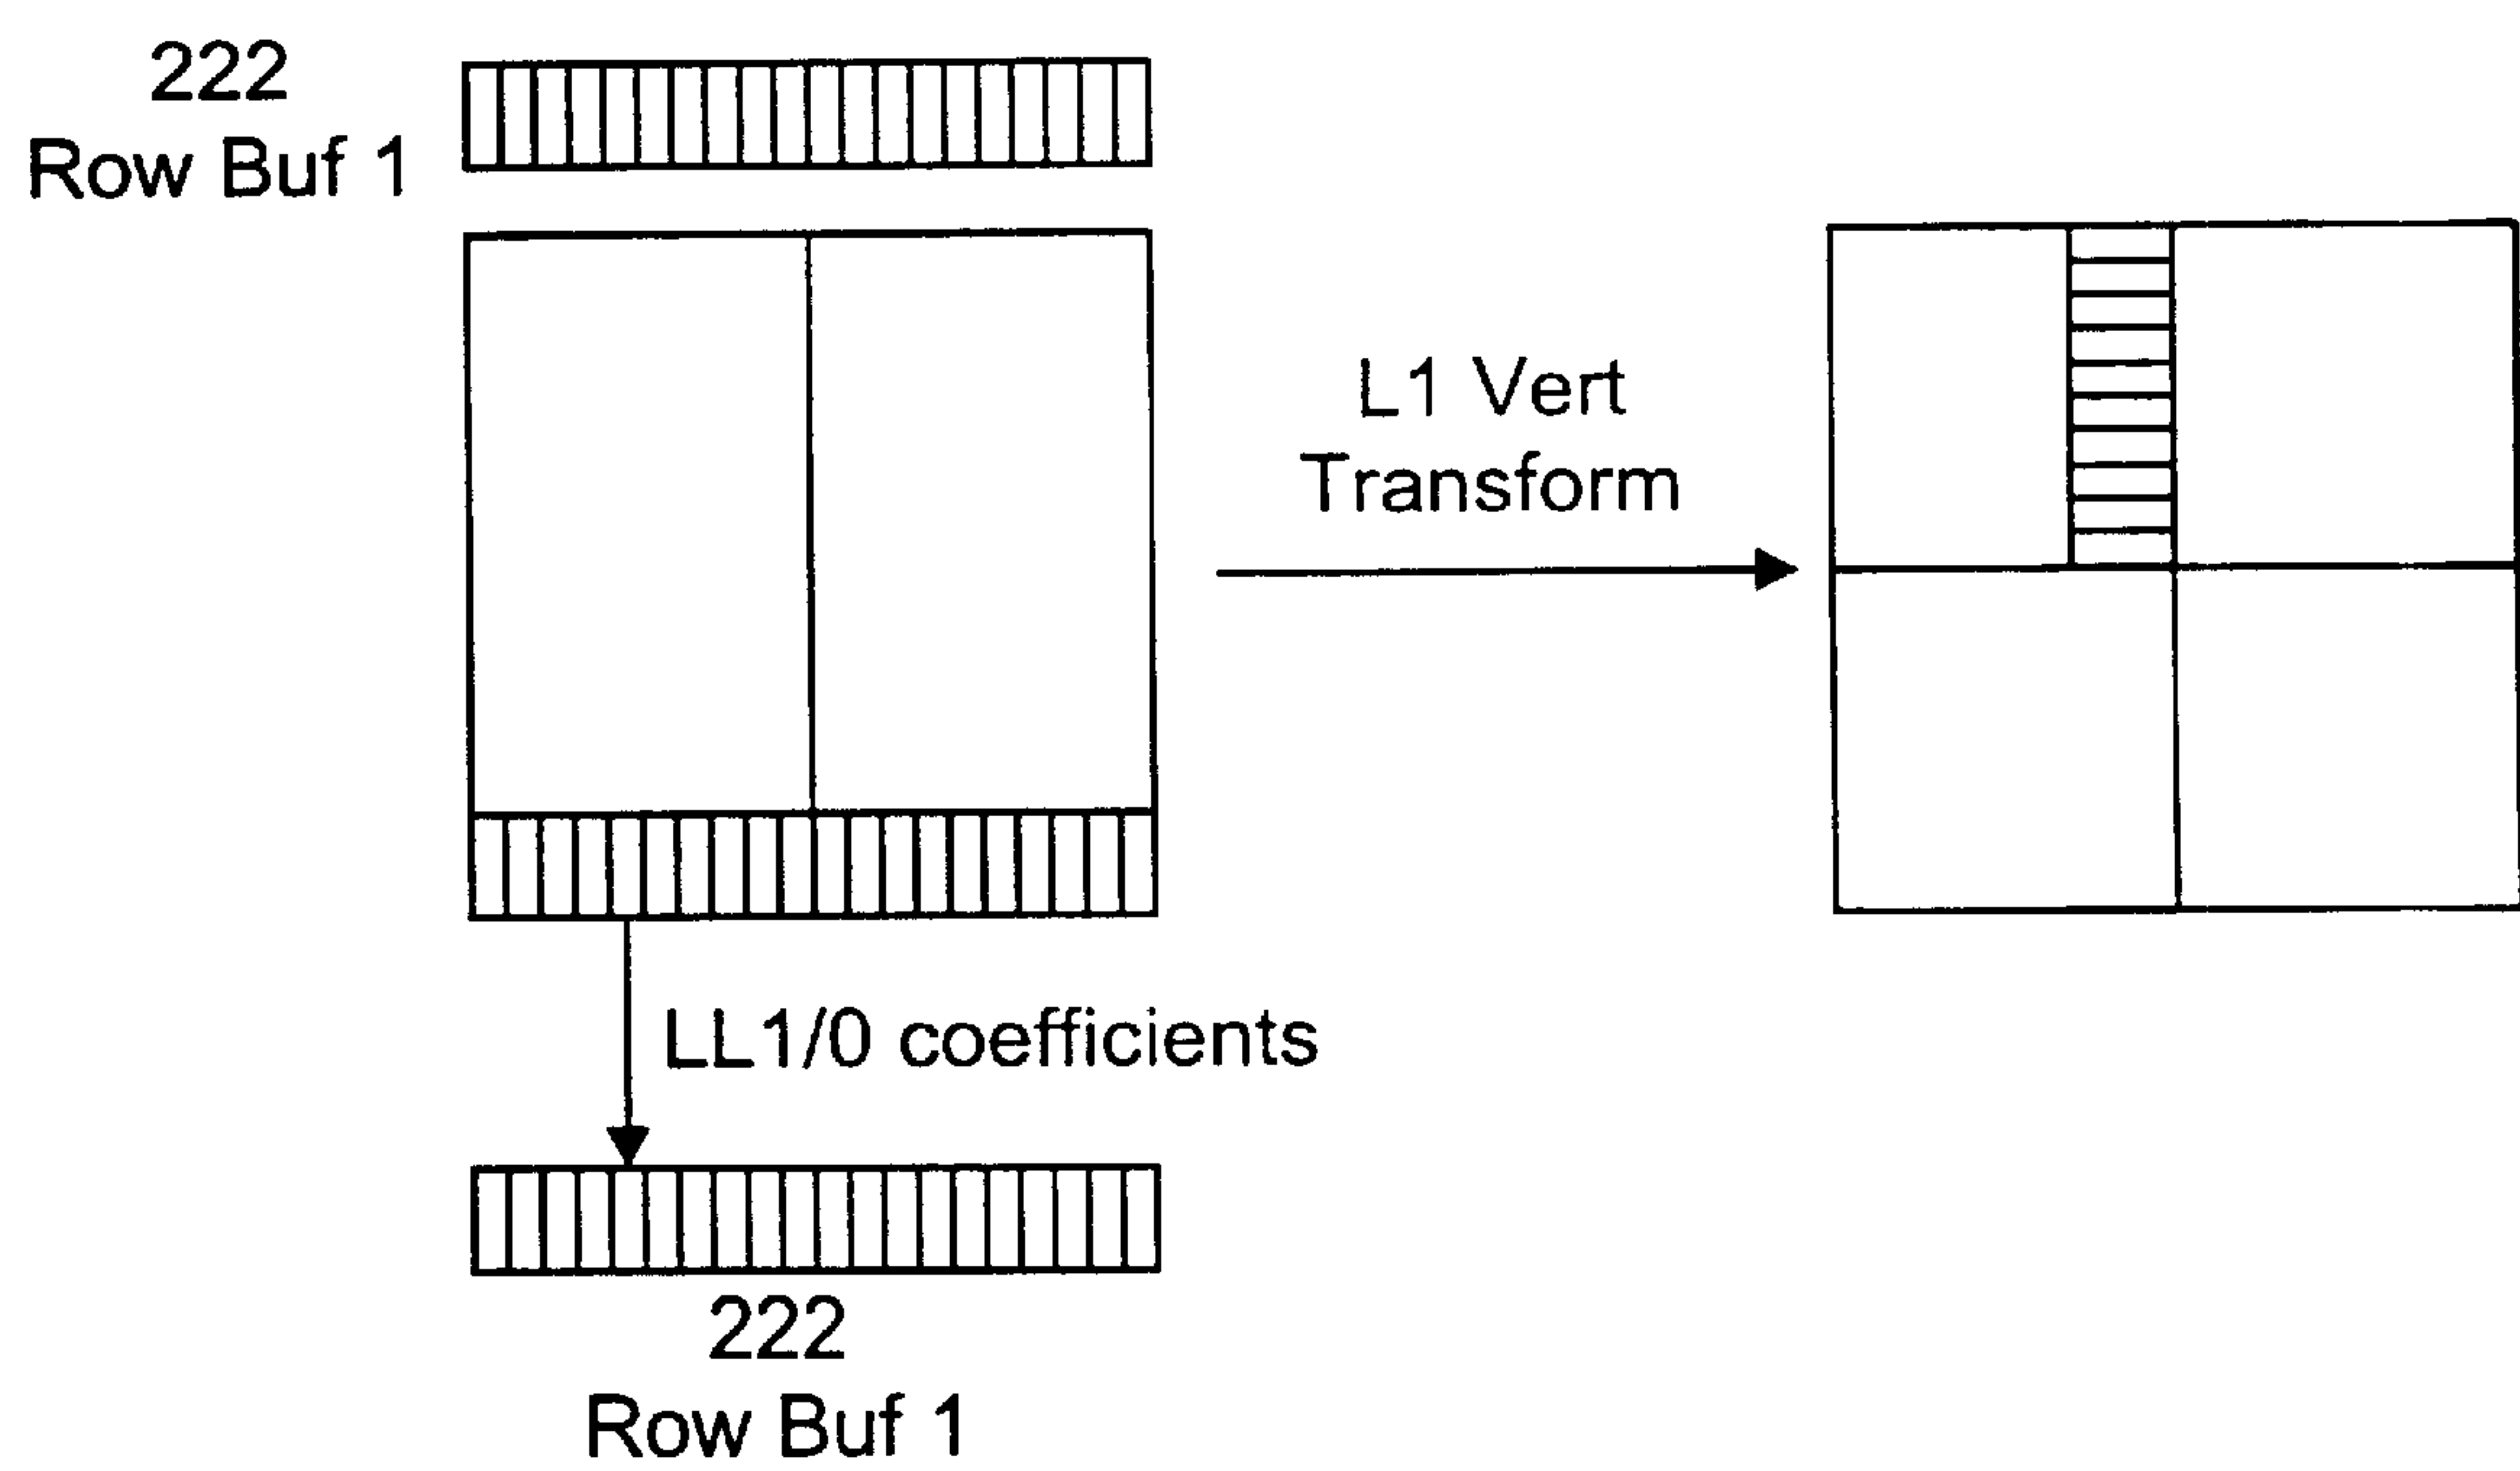 222
Row Buf 1
L1 Vert
Transform
LL1/0 coefficients
222
Row Buf 1